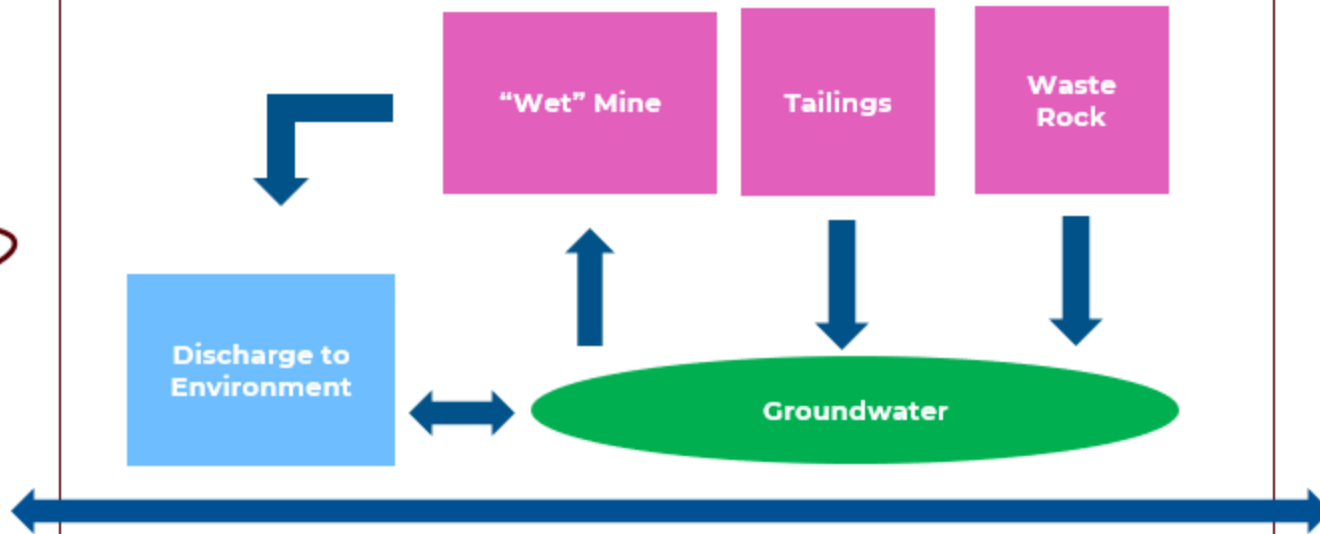 “Wet” Mine
Tailings
Waste
Rock
Discharge to
Environment
Groundwater